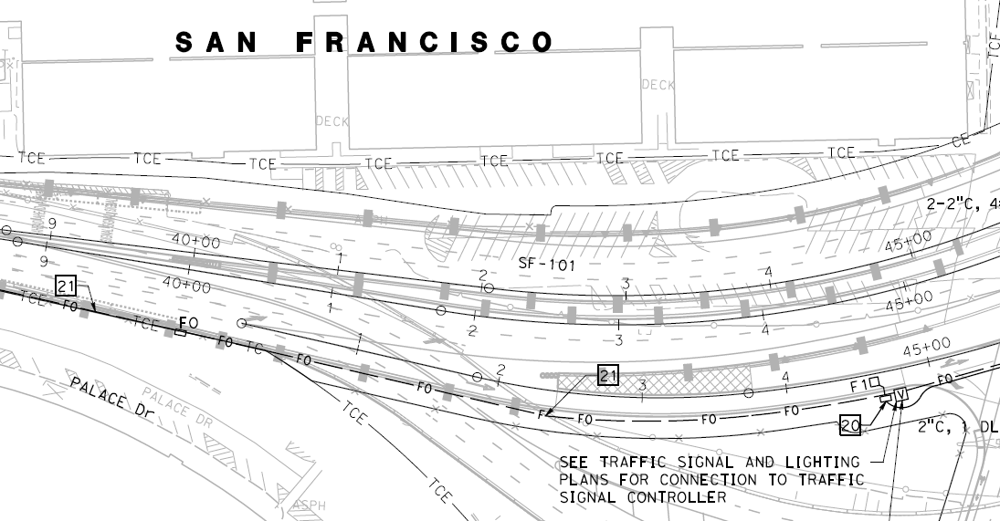 SAN FRANCISCO
TCE
DECK
DECK
TCE TCE TCE TCE TCE TCE TCE TCE CE
2-2"C, 4
9 40+00 1 2 SF-101 3 4 45+00
9 40+00 1 2 3 4 45+00
21
TCE FO TCE FO FO TC FO 1 2 3 4 45+00
21
FO F FO FO FO FO
F1 V
20
2"C, 1 DL
PALACE Dr
PALACE DR
TCE
TCE
ASPH
SEE TRAFFIC SIGNAL AND LIGHTING
PLANS FOR CONNECTION TO TRAFFIC
SIGNAL CONTROLLER